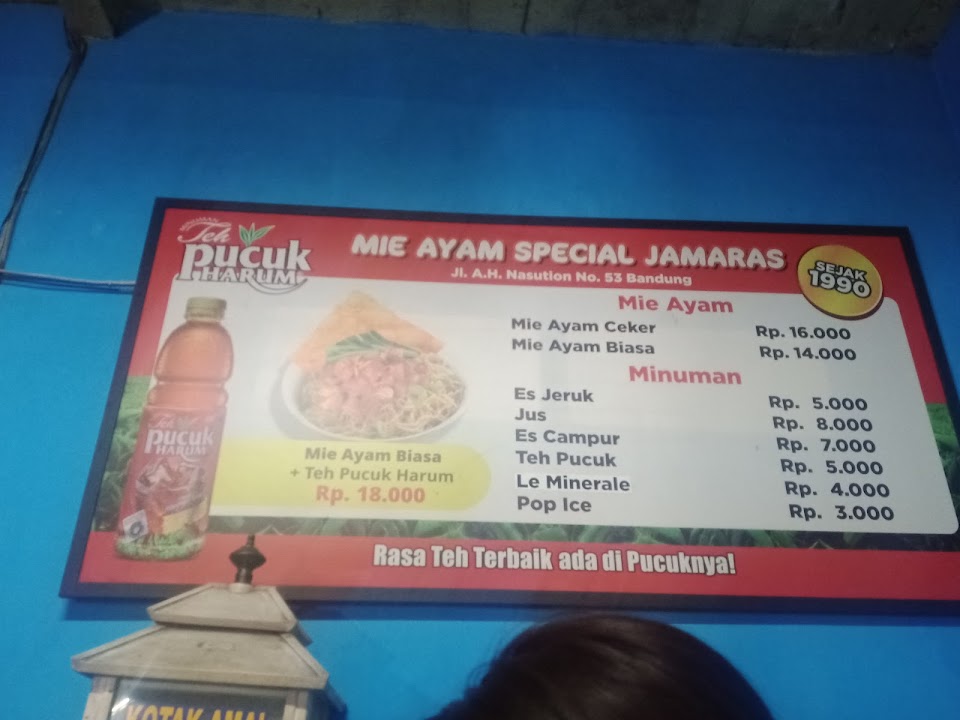 Teh
pucuk
HARUM
MIE AYAM SPECIAL JAMARAS
Jl. A.H. Nasution No. 53 Bandung
SEJAK
1990
Mie Ayam
Mie Ayam Ceker Rp. 16.000
Mie Ayam Biasa Rp. 14.000
Minuman
Es Jeruk Rp. 5.000
Jus Rp. 8.000
Es Campur Rp. 7.000
Teh Pucuk Rp. 5.000
Le Minerale Rp. 4.000
Pop Ice Rp. 3.000
Teh
pucuk
HARUM
Mie Ayam Biasa
+ Teh Pucuk Harum
Rp. 18.000
Rasa Teh Terbaik ada di Pucuknya!
KOTAK AMAL